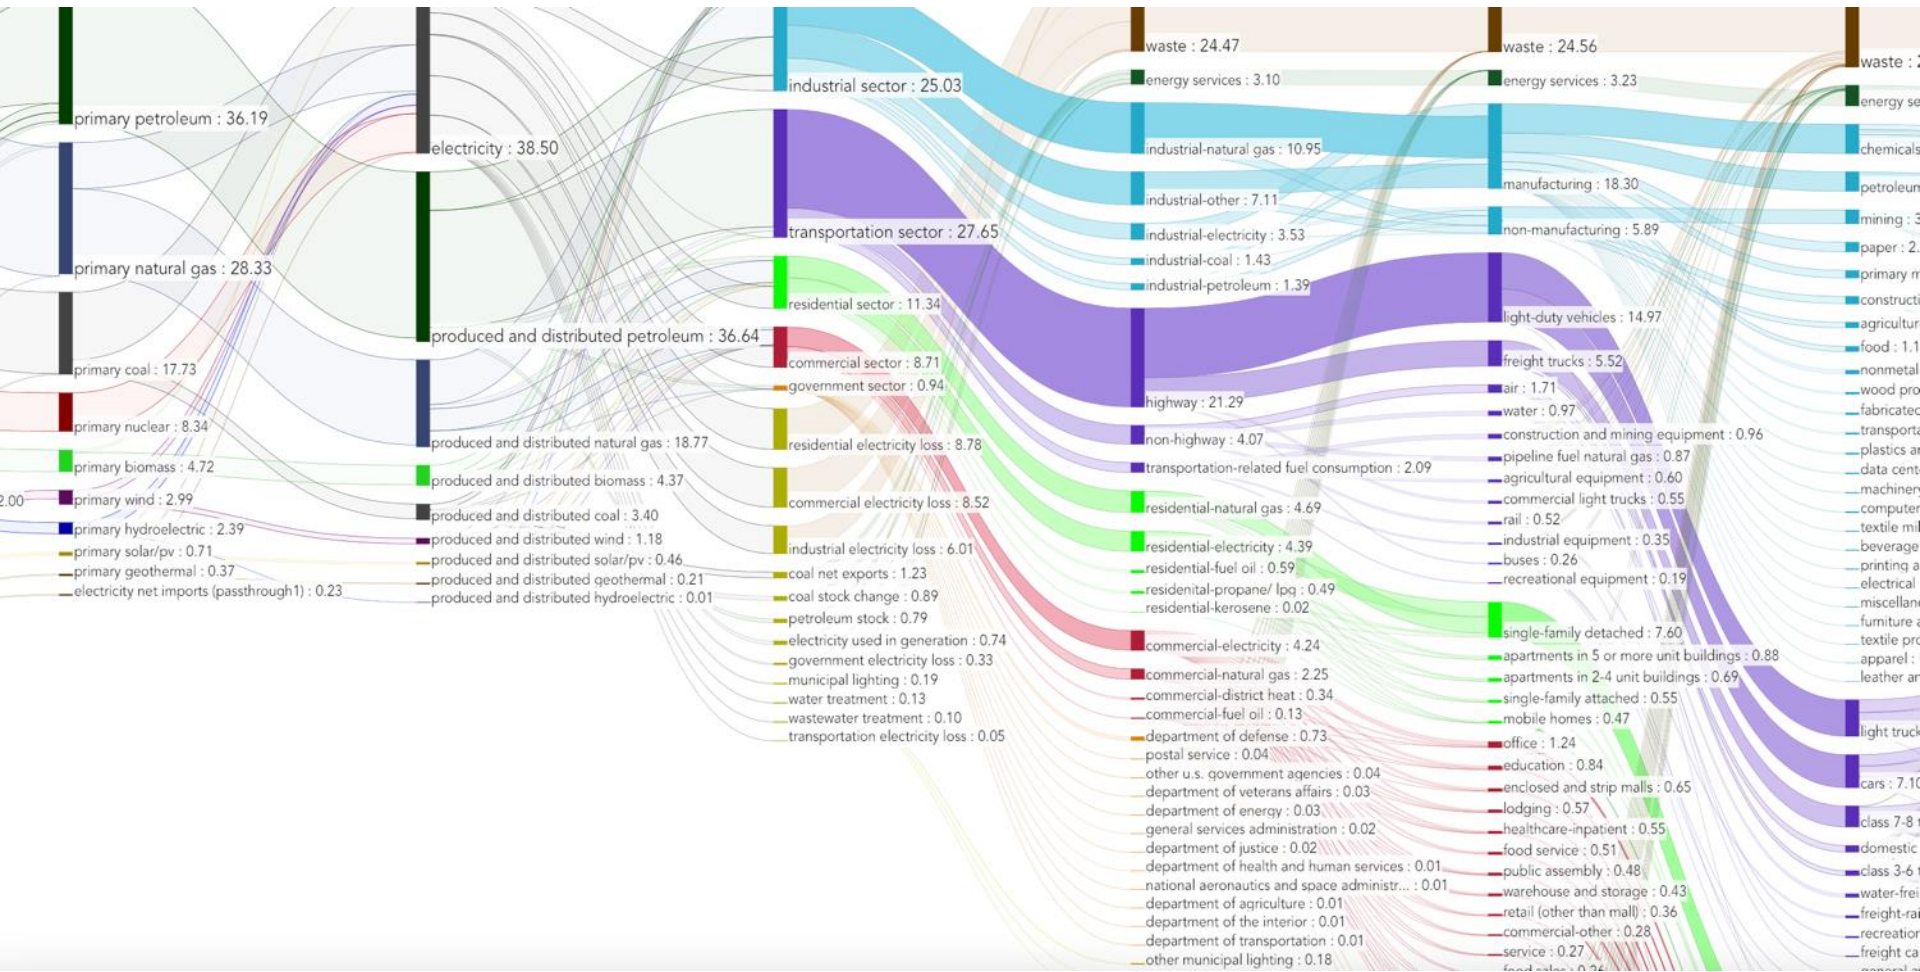 2.00
primary petroleum : 36.19
primary natural gas : 28.33
primary coal : 17.73
primary nuclear : 8.34
primary biomass : 4.72
primary wind : 2.99
primary hydroelectric : 2.39
primary solar/pv : 0.71
primary geothermal : 0.37
electricity net imports (passthrough1) : 0.23
electricity : 38.50
produced and distributed petroleum : 36.64
produced and distributed natural gas : 18.77
produced and distributed biomass : 4.37
produced and distributed coal : 3.40
produced and distributed wind : 1.18
produced and distributed solar/pv : 0.46
produced and distributed geothermal : 0.21
produced and distributed hydroelectric : 0.01
industrial sector : 25.03
transportation sector : 27.65
residential sector : 11.34
commercial sector : 8.71
government sector : 0.94
residential electricity loss : 8.78
commercial electricity loss : 8.52
industrial electricity loss : 6.01
coal net exports : 1.23
coal stock change : 0.89
petroleum stock : 0.79
electricity used in generation : 0.74
government electricity loss : 0.33
municipal lighting : 0.19
water treatment : 0.13
wastewater treatment : 0.10
transportation electricity loss : 0.05
waste : 24.47
energy services : 3.10
industrial-natural gas : 10.95
industrial-other : 7.11
industrial-electricity : 3.53
industrial-coal : 1.43
industrial-petroleum : 1.39
highway : 21.29
non-highway : 4.07
transportation-related fuel consumption : 2.09
residential-natural gas : 4.69
residential-electricity : 4.39
residential-fuel oil : 0.59
residenital-propane/ lpg : 0.49
residential-kerosene : 0.02
commercial-electricity : 4.24
commercial-natural gas : 2.25
commercial-district heat : 0.34
commercial-fuel oil : 0.13
department of defense : 0.73
postal service : 0.04
other u.s. government agencies : 0.04
department of veterans affairs : 0.03
department of energy : 0.03
general services administration : 0.02
department of justice : 0.02
department of health and human services : 0.01
national aeronautics and space administr... : 0.01
department of agriculture : 0.01
department of the interior : 0.01
department of transportation : 0.01
other municipal lighting : 0.18
waste : 24.56
energy services : 3.23
manufacturing : 18.30
non-manufacturing : 5.89
light-duty vehicles : 14.97
freight trucks : 5.52
air : 1.71
water : 0.97
construction and mining equipment : 0.96
pipeline fuel natural gas : 0.87
agricultural equipment : 0.60
commercial light trucks : 0.55
rail : 0.52
industrial equipment : 0.35
buses : 0.26
recreational equipment : 0.19
single-family detached : 7.60
apartments in 5 or more unit buildings : 0.88
apartments in 2-4 unit buildings : 0.69
single-family attached : 0.55
mobile homes : 0.47
office : 1.24
education : 0.84
enclosed and strip malls : 0.65
lodging : 0.57
healthcare-inpatient : 0.55
food service : 0.51
public assembly : 0.48
warehouse and storage : 0.43
retail (other than mall) : 0.36
commercial-other : 0.28
service : 0.27
food sales : 0.26
waste : 2
energy se
chemicals
petroleum
mining : 3
paper : 2.
primary m
constructi
agricultur
food : 1.1
nonmetal
wood pro
fabricated
transporta
plastics ar
data cente
machinery
computer
textile mil
beverage
printing a
electrical
miscellane
furniture a
textile pro
apparel :
leather an
light truck
cars : 7.10
class 7-8 t
domestic
class 3-6 t
water-frei
freight-rai
recreation
freight ca